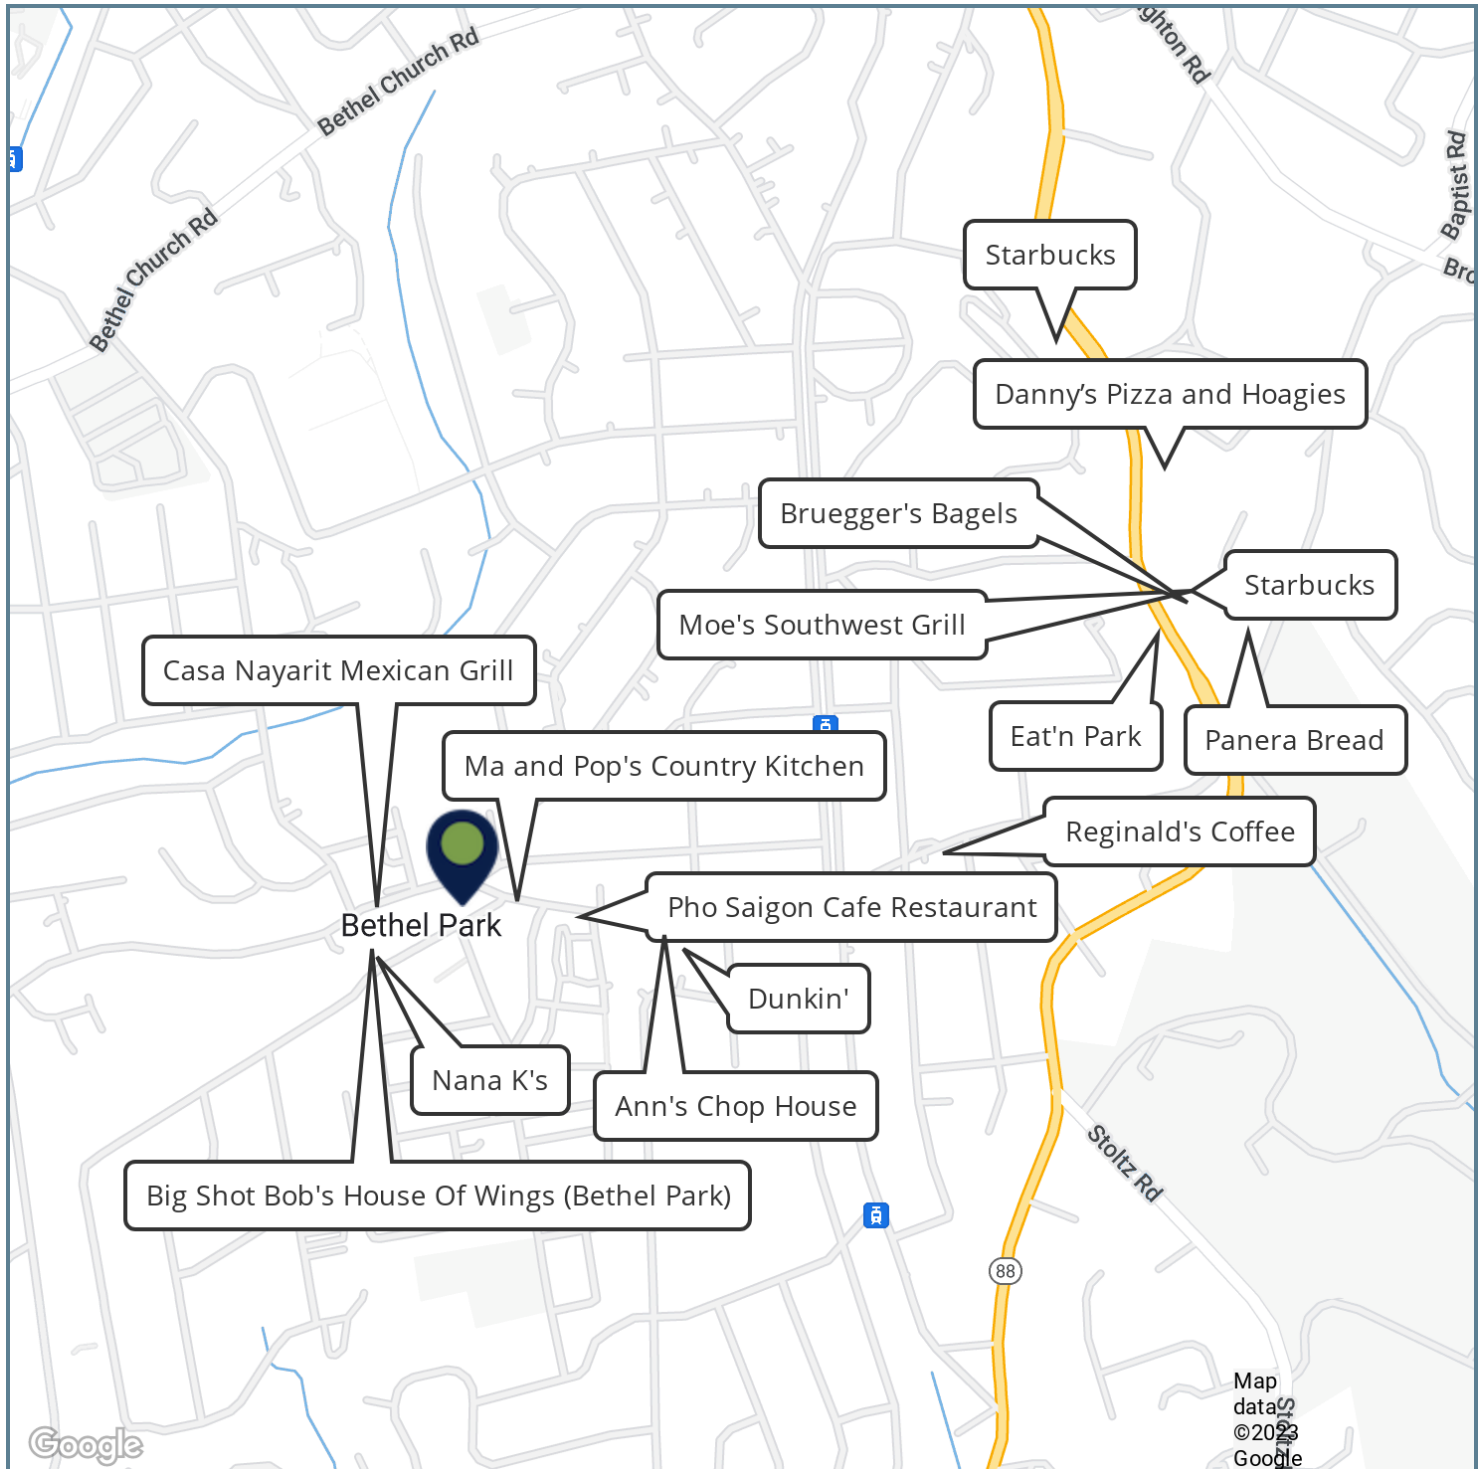 Bethel Church Rd
ghton Rd
Baptist Rd
Bethel Church Rd
Starbucks
Bro
Danny’s Pizza and Hoagies
Bruegger's Bagels
Starbucks
Moe's Southwest Grill
Casa Nayarit Mexican Grill
Eat'n Park
Panera Bread
Ma and Pop's Country Kitchen
Reginald's Coffee
Pho Saigon Cafe Restaurant
Bethel Park
Dunkin'
Nana K's
Ann's Chop House
Stoltz Rd
Big Shot Bob's House Of Wings (Bethel Park)
88
Map
data
©2023
Google
Google